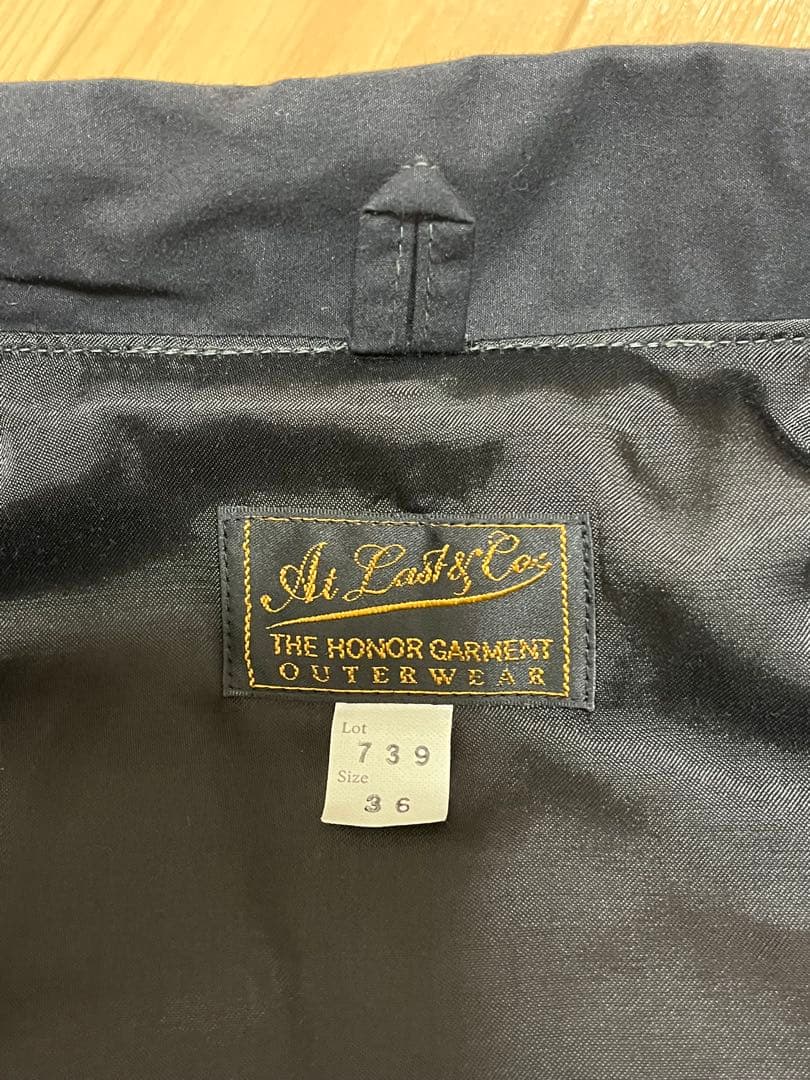 At Last & Co
THE HONOR GARMENT
OUTERWEAR
Lot
739
Size
36